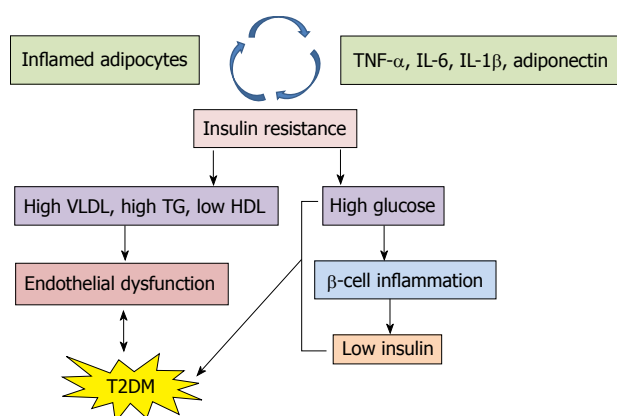 Inflamed adipocytes
TNF-α, IL-6, IL-1β, adiponectin
Insulin resistance
High VLDL, high TG, low HDL
High glucose
Endothelial dysfunction
β-cell inflammation
Low insulin
T2DM